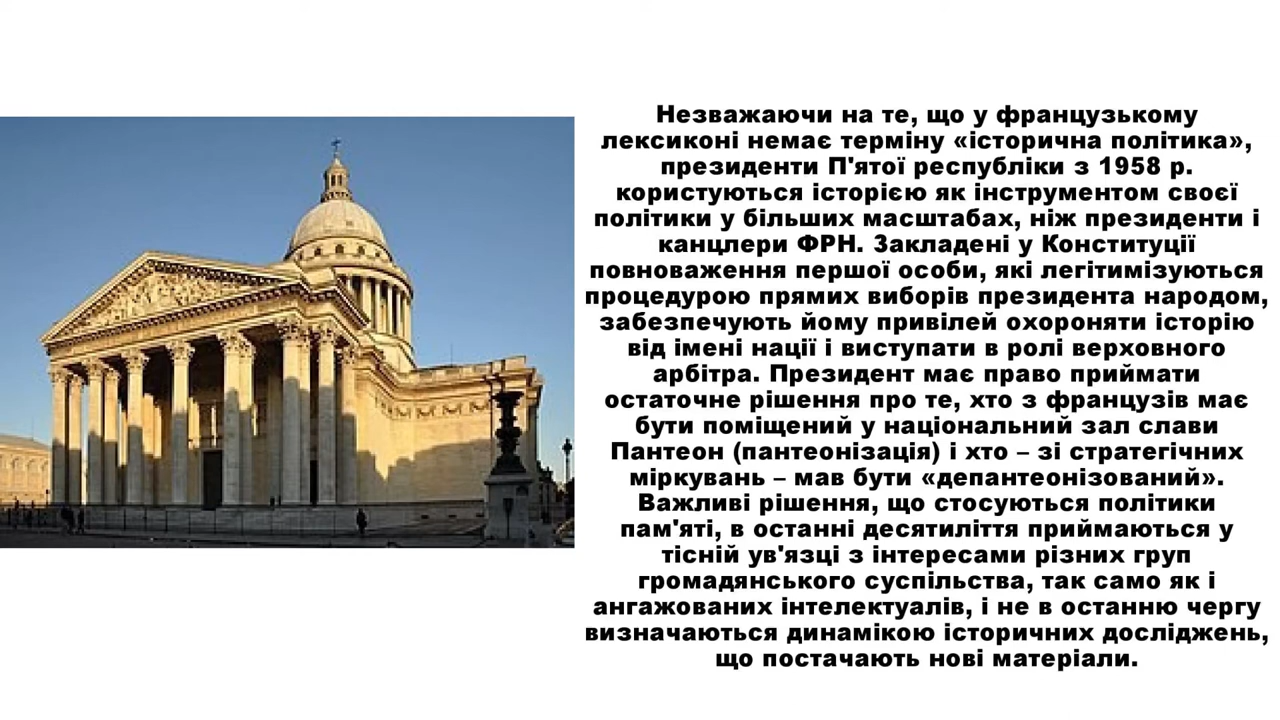 Незважаючи на те, що у французькому
лексиконі немає терміну «історична політика»,
президенти П'ятої республіки з 1958 р.
користуються історією як інструментом своєї
політики у більших масштабах, ніж президенти і
канцлери ФРН. Закладені у Конституції
повноваження першої особи, які легітимізуються
процедурою прямих виборів президента народом,
забезпечують йому привілей охороняти історію
від імені нації і виступати в ролі верховного
арбітра. Президент має право приймати
остаточне рішення про те, хто з французів має
бути поміщений у національний зал слави
Пантеон (пантеонізація) і хто – зі стратегічних
міркувань – мав бути «депантеонізований».
Важливі рішення, що стосуються політики
пам'яті, в останні десятиліття приймаються у
тісній ув'язці з інтересами різних груп
громадянського суспільства, так само як і
ангажованих інтелектуалів, і не в останню чергу
визначаються динамікою історичних досліджень,
що постачають нові матеріали.